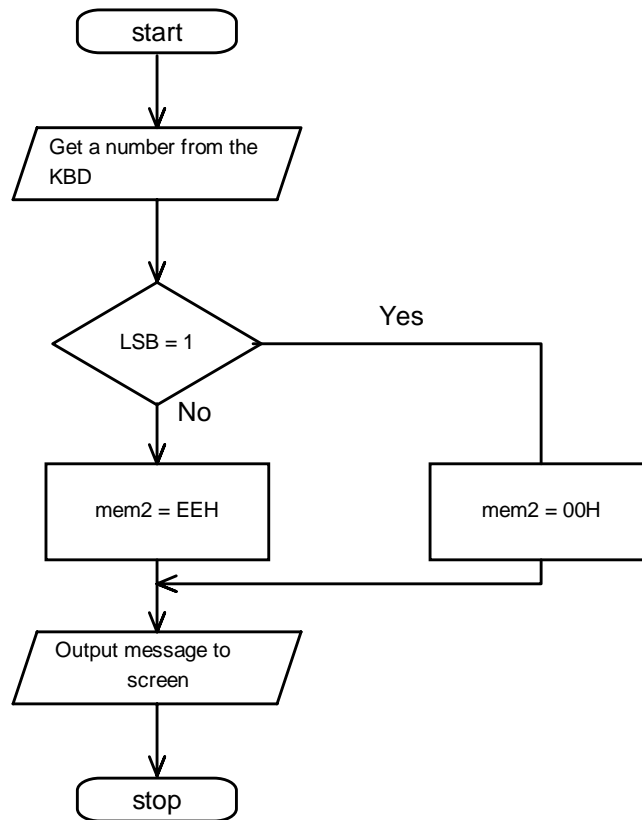 start
Get a number from the
KBD
LSB = 1
Yes
No
mem2 = EEH
mem2 = 00H
Output message to
screen
stop